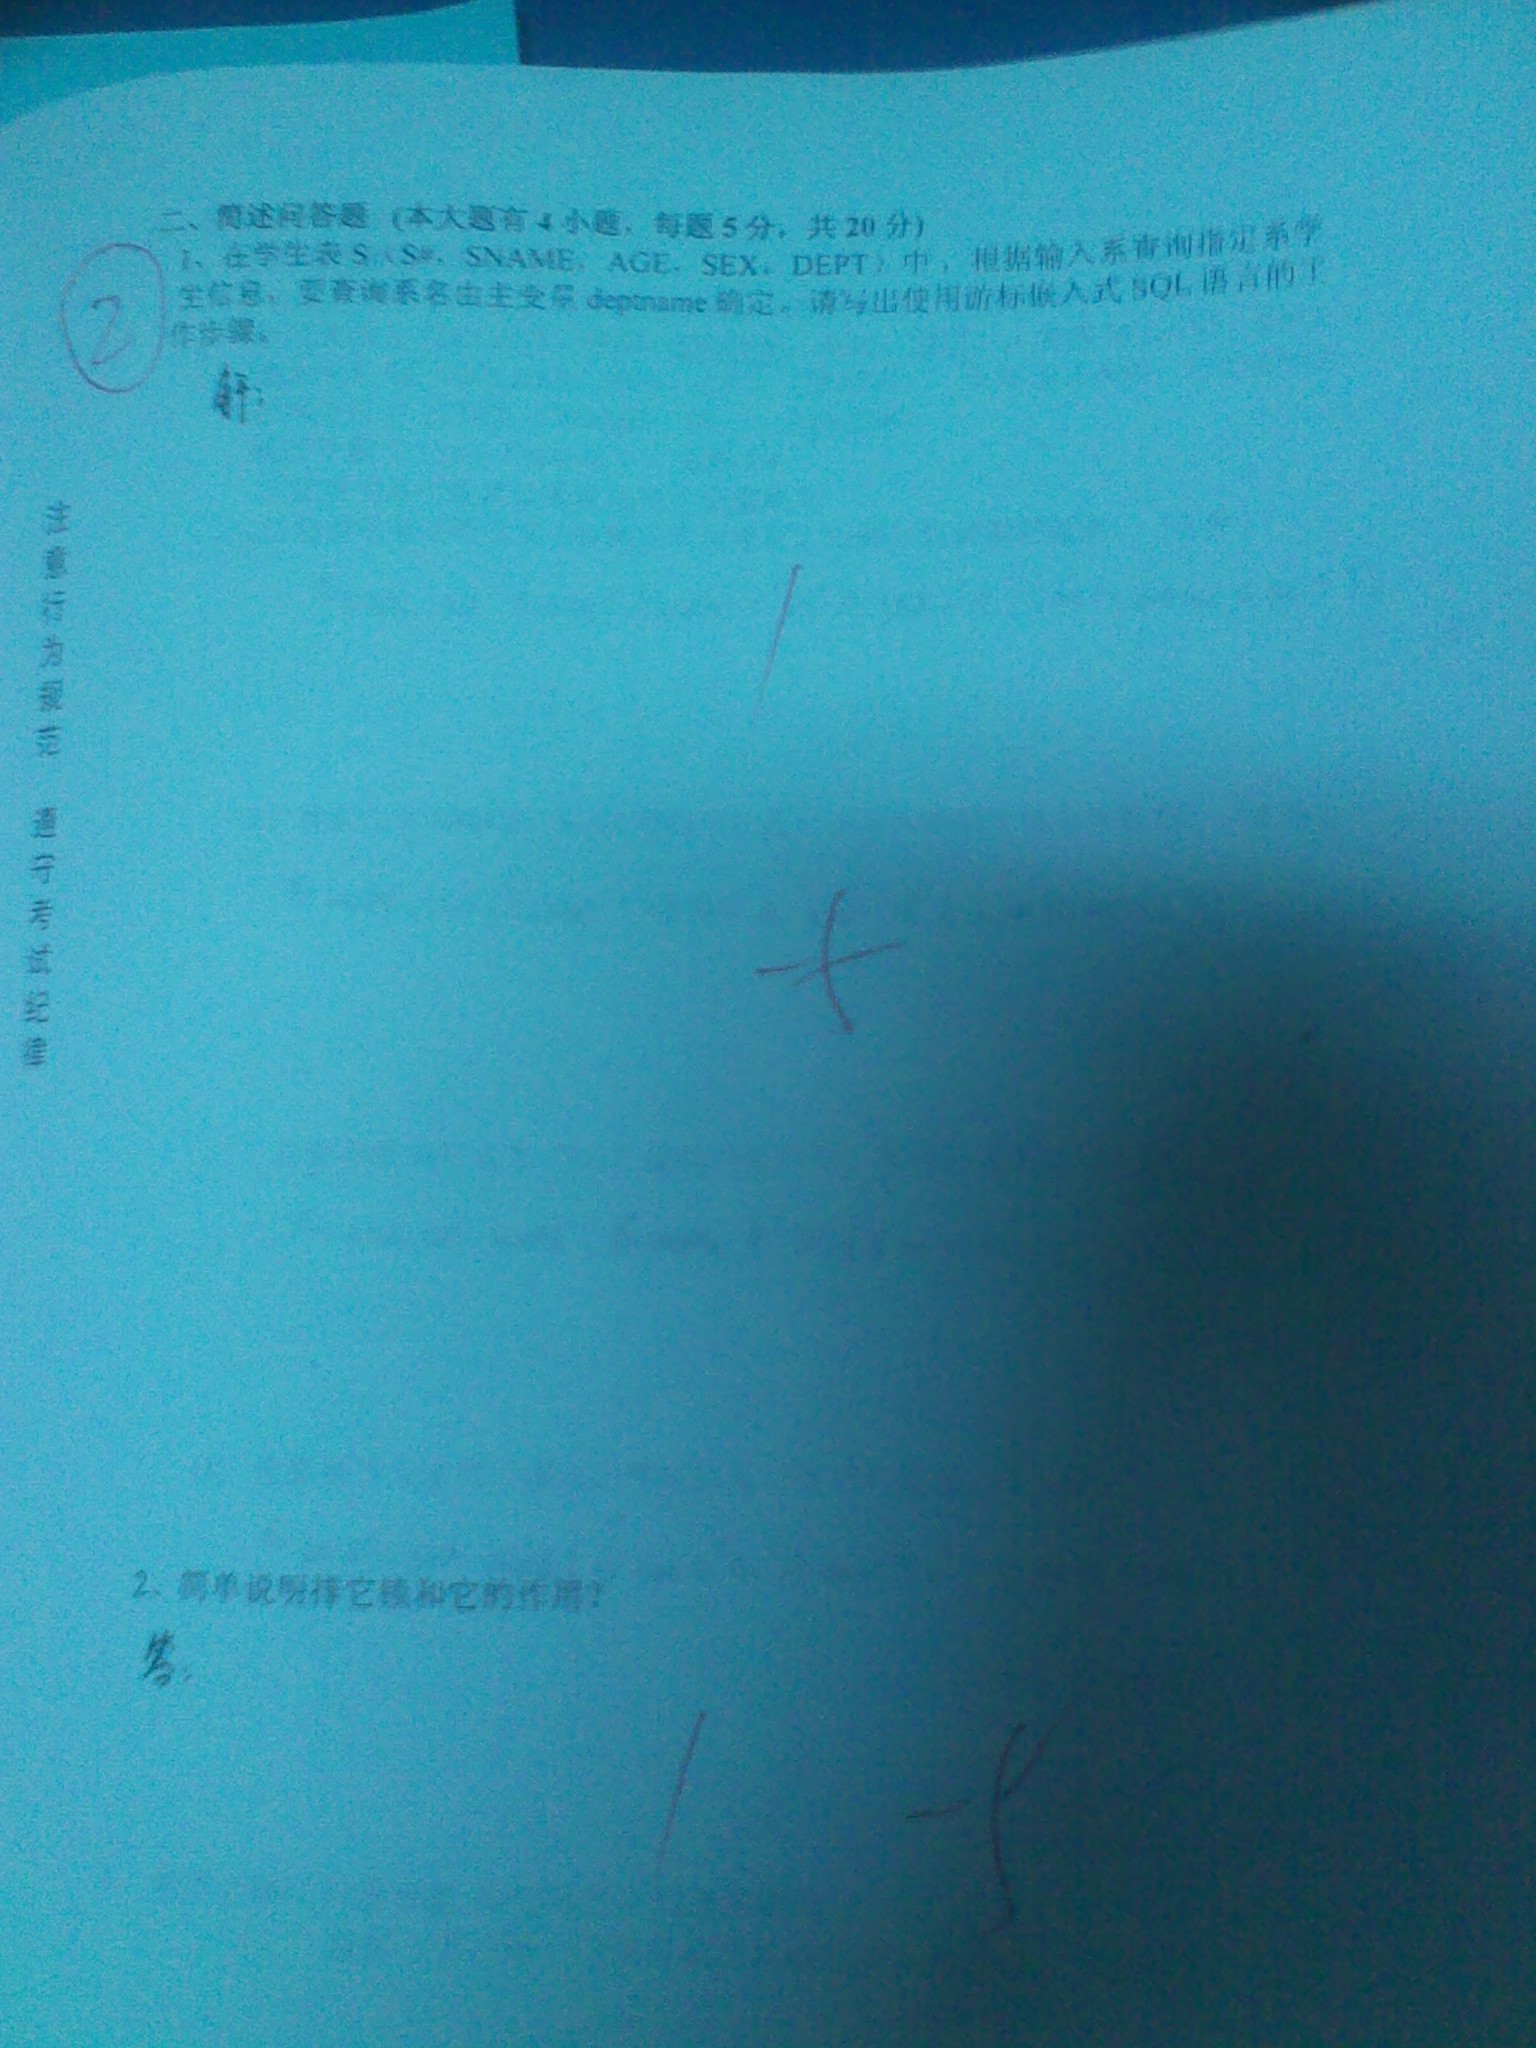 二、简述问答题 (本大题有 4 小题，每题 5 分，共 20 分)
1、在学生表 S（S#、SNAME、AGE、SEX、DEPT）中，根据输入系查询指定系学
生信息，要查询系名由主变量 deptname 确定。请写出使用游标嵌入式 SQL 语言的工
作步骤。
2
解:
注意行为规范 遵守考场纪律
2、简单说明排它锁和它的作用？
答: